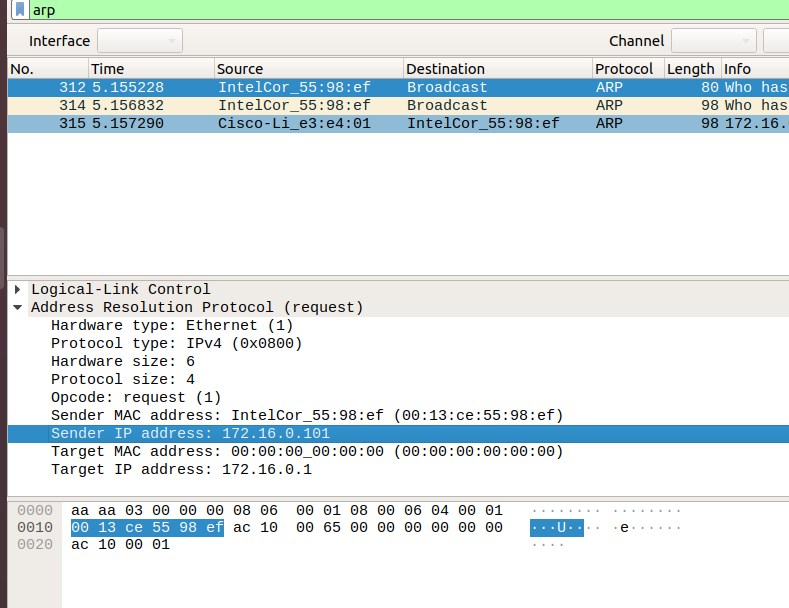 arp
Interface Channel
No. Time Source Destination Protocol Length Info
312 5.155228 IntelCor_55:98:ef Broadcast ARP 80 Who has
314 5.156832 IntelCor_55:98:ef Broadcast ARP 98 Who has
315 5.157290 Cisco-Li_e3:e4:01 IntelCor_55:98:ef ARP 98 172.16.
Logical-Link Control
Address Resolution Protocol (request)
Hardware type: Ethernet (1)
Protocol type: IPv4 (0x0800)
Hardware size: 6
Protocol size: 4
Opcode: request (1)
Sender MAC address: IntelCor_55:98:ef (00:13:ce:55:98:ef)
Sender IP address: 172.16.0.101
Target MAC address: 00:00:00_00:00:00 (00:00:00:00:00:00)
Target IP address: 172.16.0.1
0000 aa aa 03 00 00 00 08 06 00 01 08 00 06 04 00 01 ········ ········
0010 00 13 ce 55 98 ef ac 10 00 65 00 00 00 00 00 00 ···U···· ·e······
0020 ac 10 00 01 ····